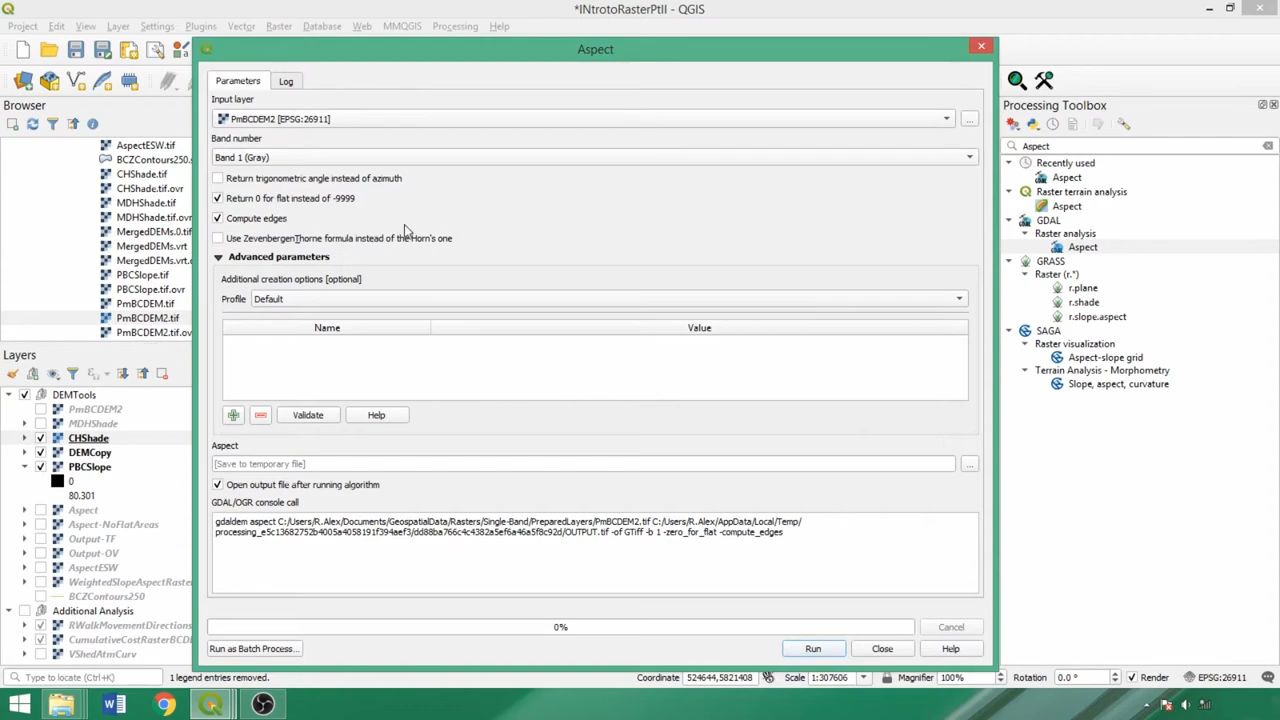 *INtrotoRasterPtII - QGIS
Project Edit View Layer Settings Plugins Vector Raster Database Web MMQGIS Processing Help
Aspect
Parameters Log
Input layer
PmBCDEM2 [EPSG:26911]
...
Band number
Band 1 (Gray)
Return trigonometric angle instead of azimuth
Return 0 for flat instead of -9999
Compute edges
Use ZevenbergenThorne formula instead of the Horn's one
Advanced parameters
Additional creation options [optional]
Profile Default
Name Value
Validate Help
Aspect
[Save to temporary file]
...
Open output file after running algorithm
GDAL/OGR console call
gdaldem aspect C:/Users/R.Alex/Documents/GeospatialData/Rasters/Single-Band/PreparedLayers/PmBCDEM2.tif C:/Users/R.Alex/AppData/Local/Temp/
processing_e5c13682752b4005a4058191f394aef3/dd88ba766c4c4382a5ef6a46a5f8c92d/OUTPUT.tif -of GTiff -b 1 -zero_for_flat -compute_edges
0%
Cancel
Run as Batch Process...
Run Close Help
Browser
AspectESW.tif
BCZContours250.s
CHShade.tif
CHShade.tif.ovr
MDHShade.tif
MDHShade.tif.ovr
MergedDEMs.0.tif
MergedDEMs.vrt
MergedDEMs.vrt.
PBCSlope.tif
PBCSlope.tif.ovr
PmBCDEM.tif
PmBCDEM2.tif
PmBCDEM2.tif.ov
Layers
DEMTools
PmBCDEM2
MDHShade
CHShade
DEMCopy
PBCSlope
0
80.301
Aspect
Aspect-NoFlatAreas
Output-TF
Output-OV
AspectESW
WeightedSlopeAspectRaste
BCZContours250
Additional Analysis
RWalkMovementDirections
CumulativeCostRasterBCDE
VShedAtmCurv
Processing Toolbox
Aspect
Recently used
Aspect
Raster terrain analysis
Aspect
GDAL
Raster analysis
Aspect
GRASS
Raster (r.*)
r.plane
r.shade
r.slope.aspect
SAGA
Raster visualization
Aspect-slope grid
Terrain Analysis - Morphometry
Slope, aspect, curvature
Type to locate (Ctrl+K) 1 legend entries removed. Coordinate 524644,5821408 Scale 1:307606 Magnifier 100% Rotation 0.0 ° Render EPSG:26911